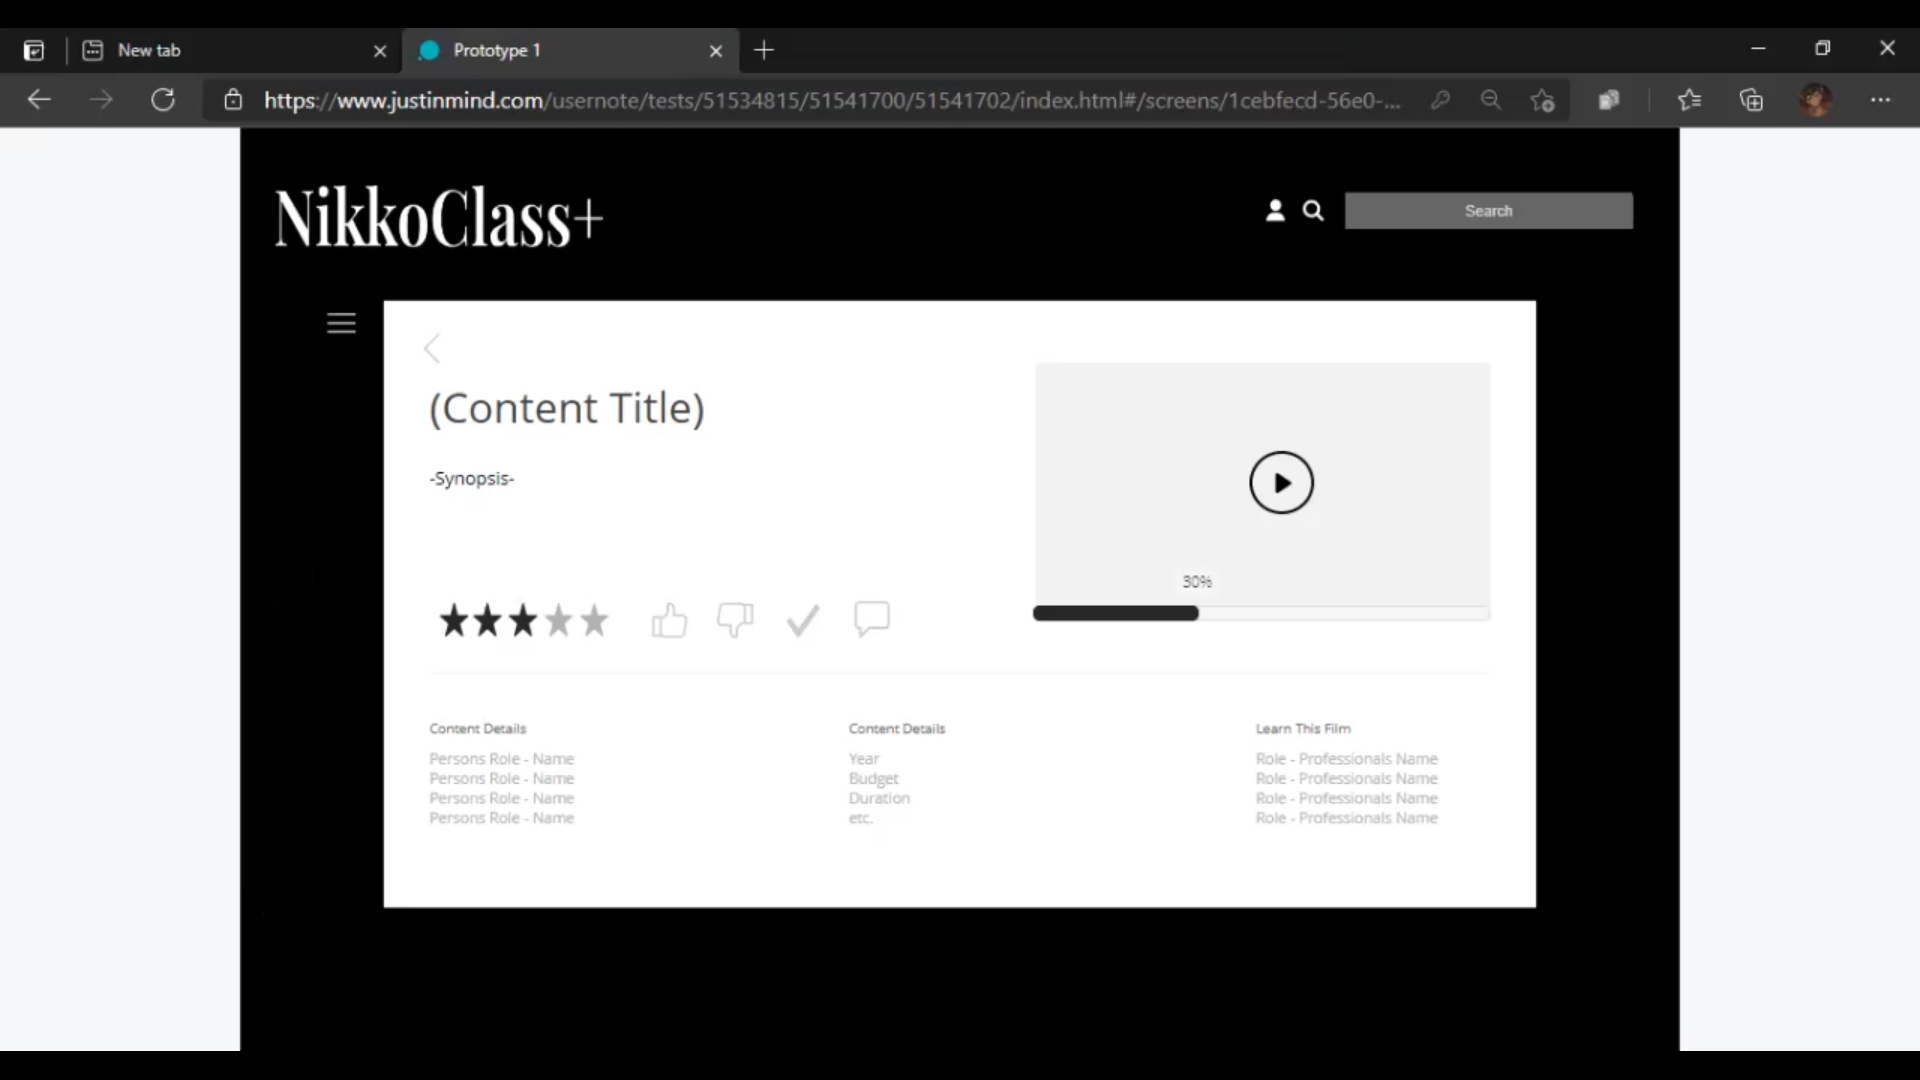 New tab
Prototype 1
https://www.justinmind.com/usernote/tests/51534815/51541700/51541702/index.html#/screens/1cebfecd-56e0-...
NikkoClass+
Search
(Content Title)
-Synopsis-
30%
Content Details
Persons Role - Name
Persons Role - Name
Persons Role - Name
Persons Role - Name
Content Details
Year
Budget
Duration
etc.
Learn This Film
Role - Professionals Name
Role - Professionals Name
Role - Professionals Name
Role - Professionals Name